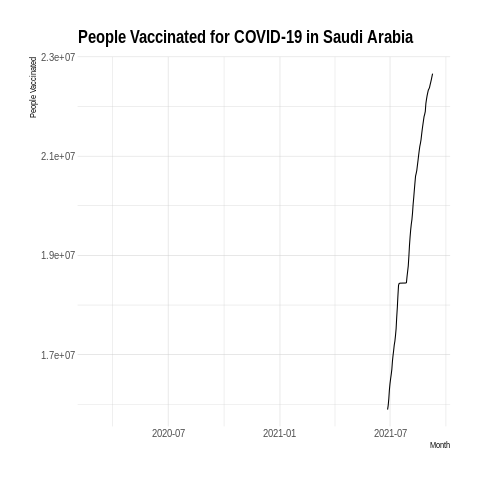 People Vaccinated for COVID-19 in Saudi Arabia
People Vaccinated
2.3e+07
2.1e+07
1.9e+07
1.7e+07
2020-07
2021-01
2021-07
Month